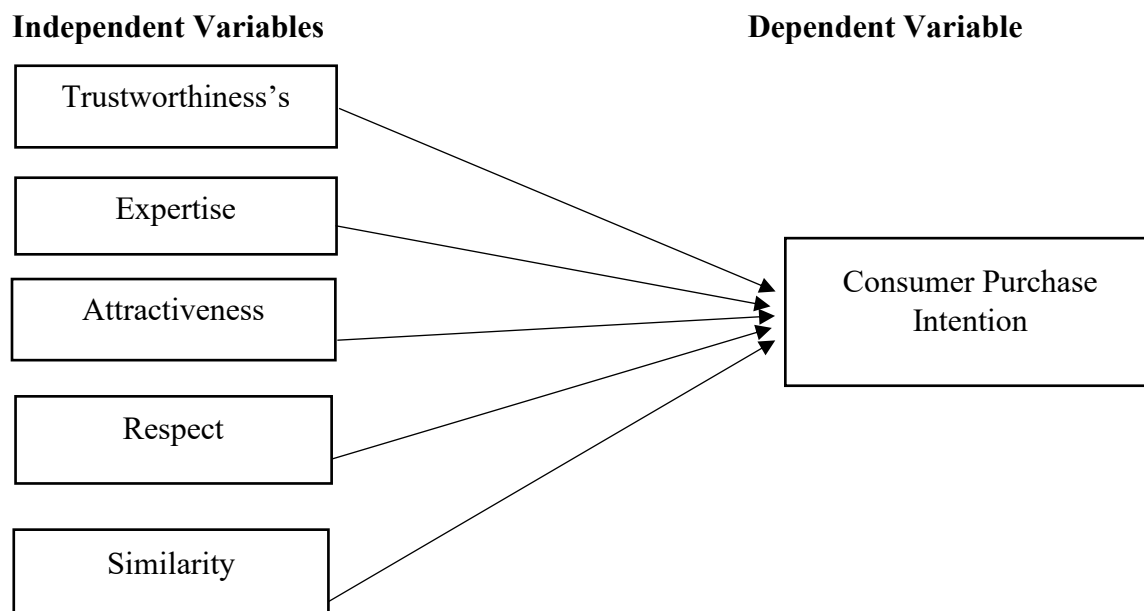 Independent Variables
Dependent Variable
Trustworthiness’s
Expertise
Attractiveness
Respect
Similarity
Consumer Purchase
Intention